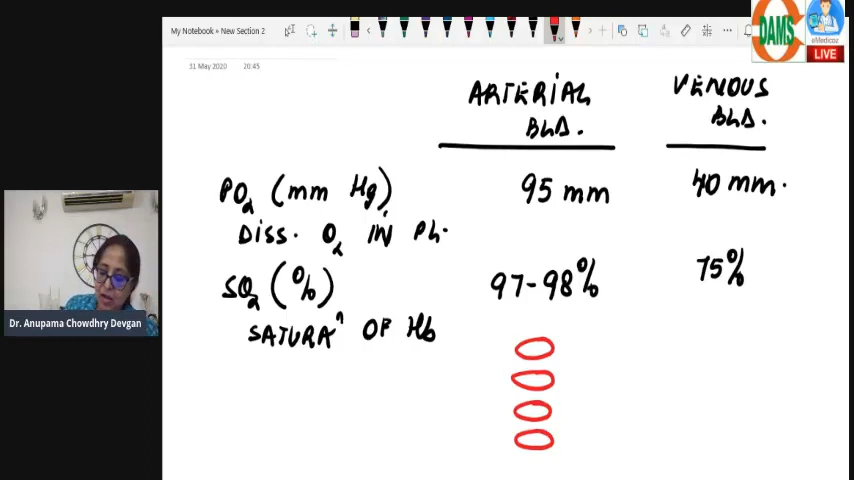 My Notebook » New Section 2
DAMS
eMedicoz
LIVE
31 May 2020 20:45
ARTERIAL BLD.
VENOUS BLD.
PO2 (mm Hg) 95 mm 40 mm.
DISS. O2 IN PL.
SO2 (%) 97-98% 75%
SATURAⁿ OF Hb
Dr. Anupama Chowdhry Devgan